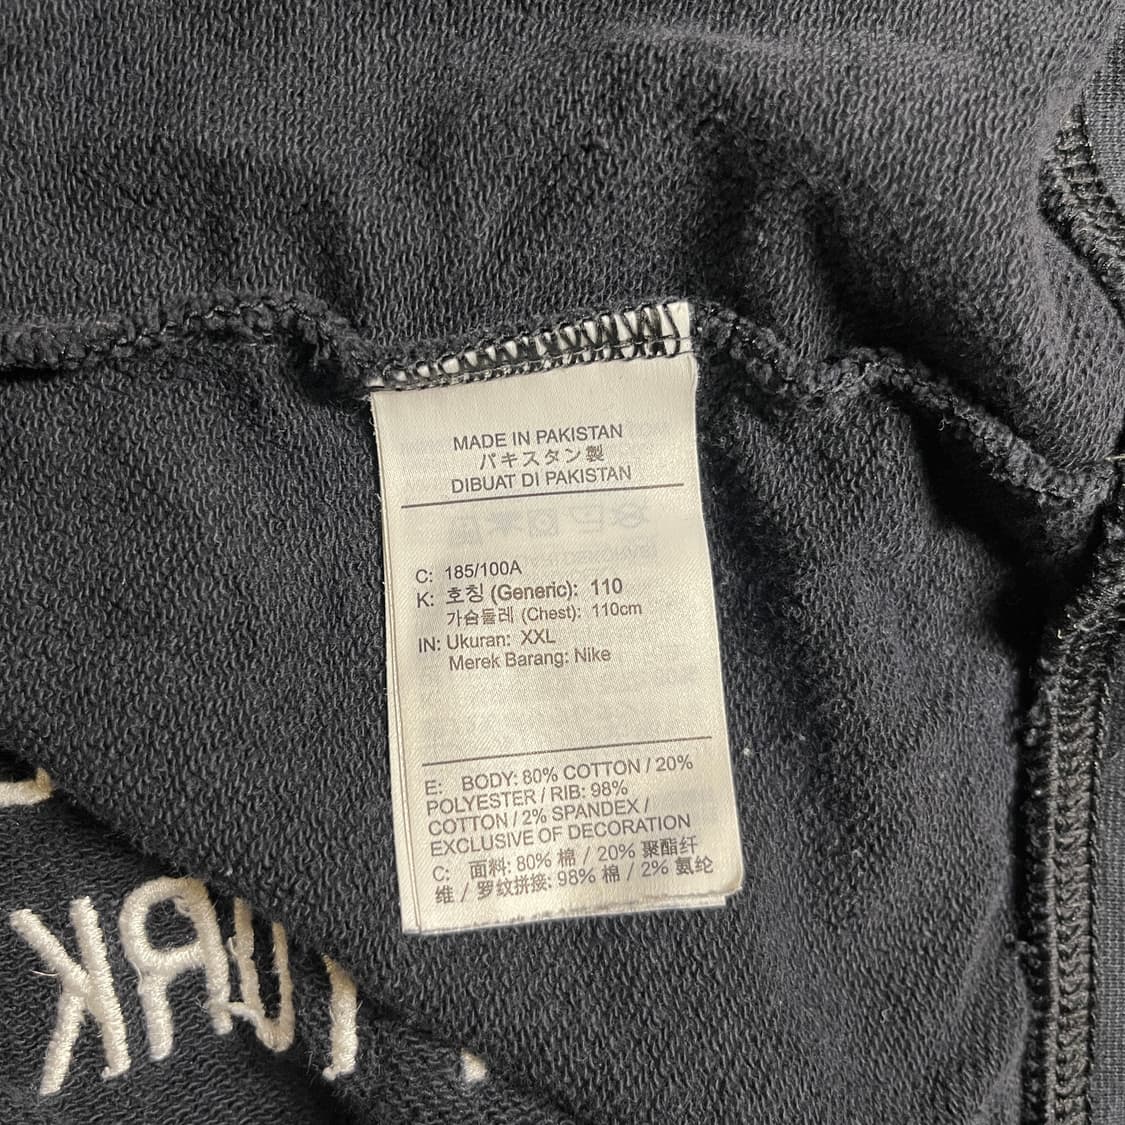 MADE IN PAKISTAN
パキスタン製
DIBUAT DI PAKISTAN
C: 185/100A
K: 호칭 (Generic): 110
가슴둘레 (Chest): 110cm
IN: Ukuran: XXL
Merek Barang: Nike
E: BODY: 80% COTTON / 20%
POLYESTER / RIB: 98%
COTTON / 2% SPANDEX /
EXCLUSIVE OF DECORATION
C: 面料: 80% 棉 / 20% 聚酯纤
维 / 罗纹拼接: 98% 棉 / 2% 氨纶